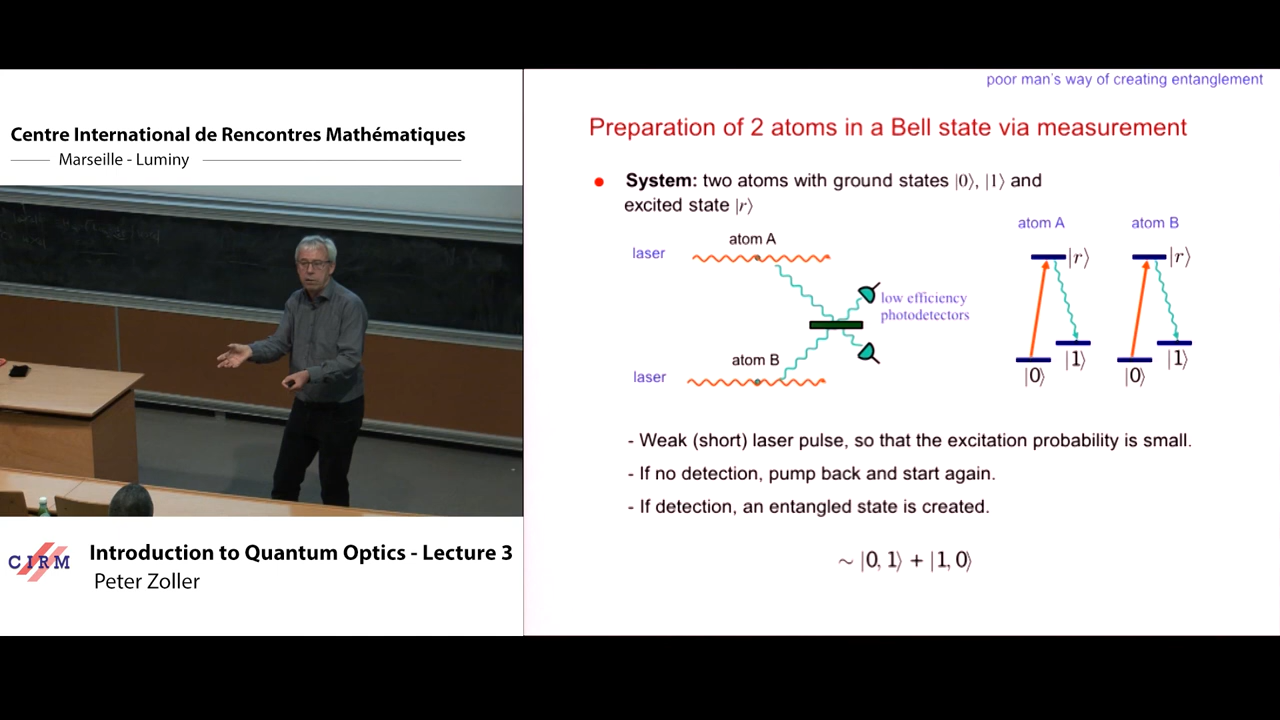 Centre International de Rencontres Mathématiques
Marseille - Luminy
CIRM
Introduction to Quantum Optics - Lecture 3
Peter Zoller
poor man's way of creating entanglement
Preparation of 2 atoms in a Bell state via measurement
• System: two atoms with ground states |0⟩, |1⟩ and
excited state |r⟩
laser
atom A
low efficiency
photodetectors
laser
atom B
atom A
atom B
|r⟩
|r⟩
|1⟩
|1⟩
|0⟩
|0⟩
- Weak (short) laser pulse, so that the excitation probability is small.
- If no detection, pump back and start again.
- If detection, an entangled state is created.
~ |0, 1⟩ + |1, 0⟩